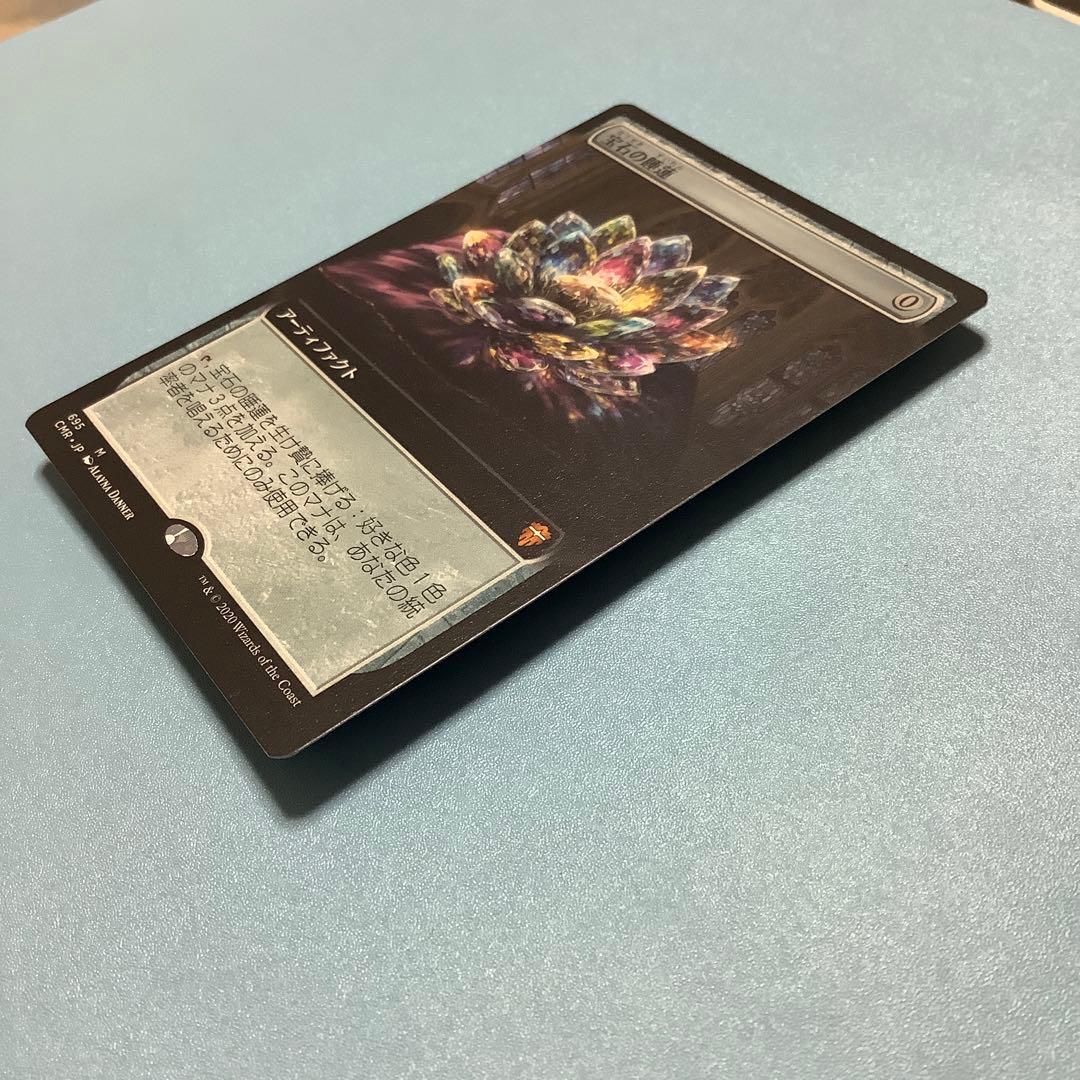 宝石の睡蓮
0
アーティファクト
宝石の睡蓮を生け贄に捧げる：好きな色１色
のマナ３点を加える。このマナは、あなたの統
率者を唱えるためにのみ使用できる。
695 M
CMR・JP ALAYNA DANNER
™ & © 2020 Wizards of the Coast